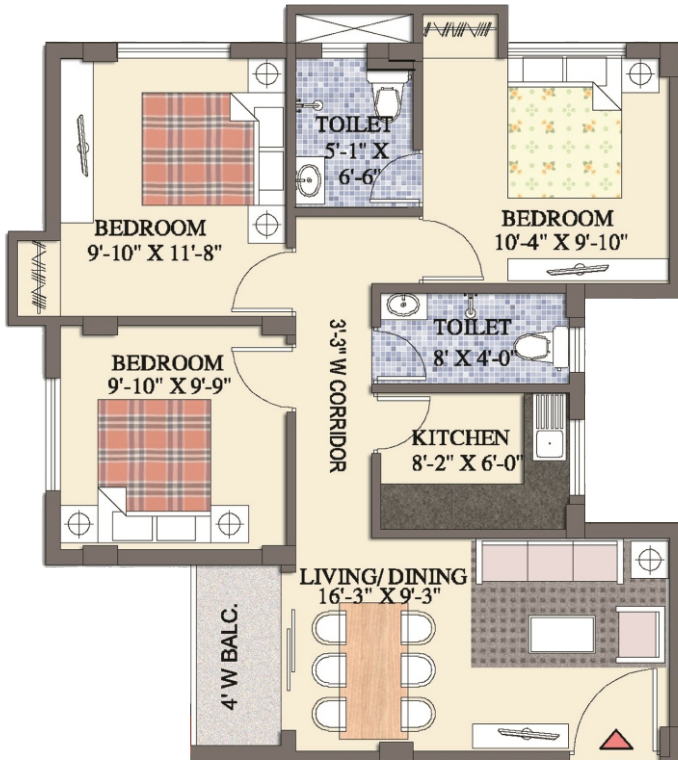 TOILET
5'-1" X
6'-6"
BEDROOM
9'-10" X 11'-8"
BEDROOM
10'-4" X 9'-10"
TOILET
8' X 4'-0"
BEDROOM
9'-10" X 9'-9"
3'-3" W CORRIDOR
KITCHEN
8'-2" X 6'-0"
LIVING/ DINING
16'-3" X 9'-3"
4' W BALC.